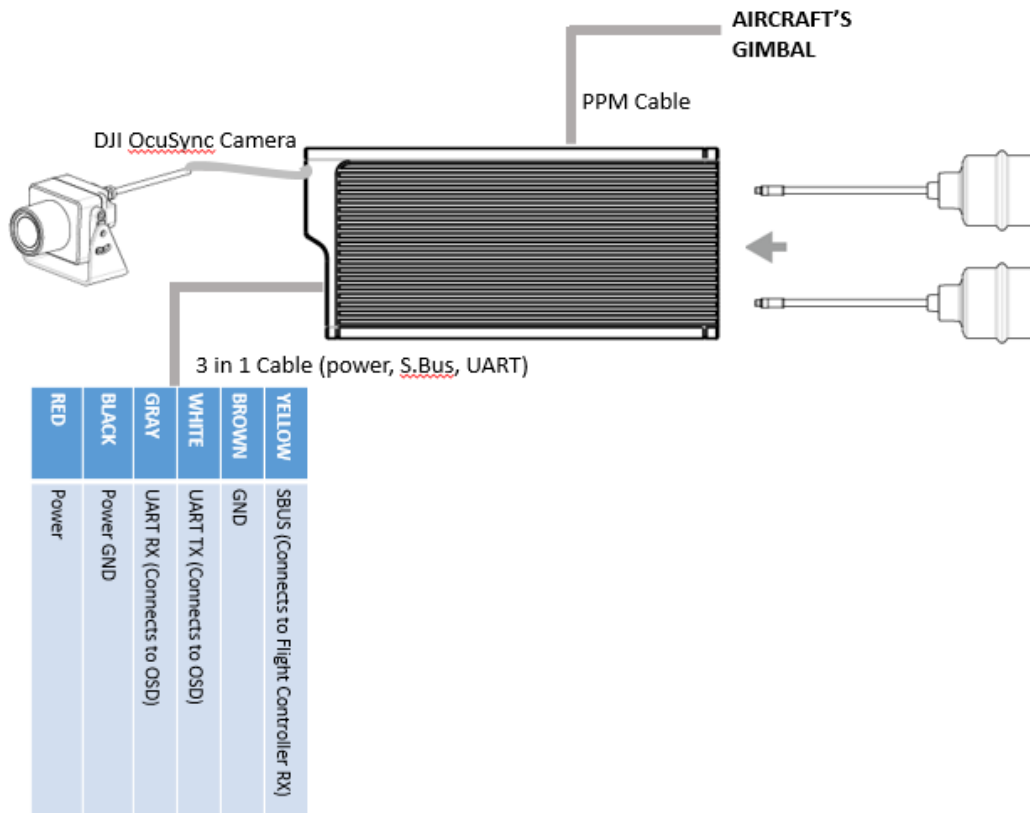 AIRCRAFT'S
GIMBAL
PPM Cable
DJI OcuSync Camera
3 in 1 Cable (power, S.Bus, UART)
RED
Power
BLACK
Power GND
GRAY
UART RX (Connects to OSD)
WHITE
UART TX (Connects to OSD)
BROWN
GND
YELLOW
SBUS (Connects to Flight Controller RX)